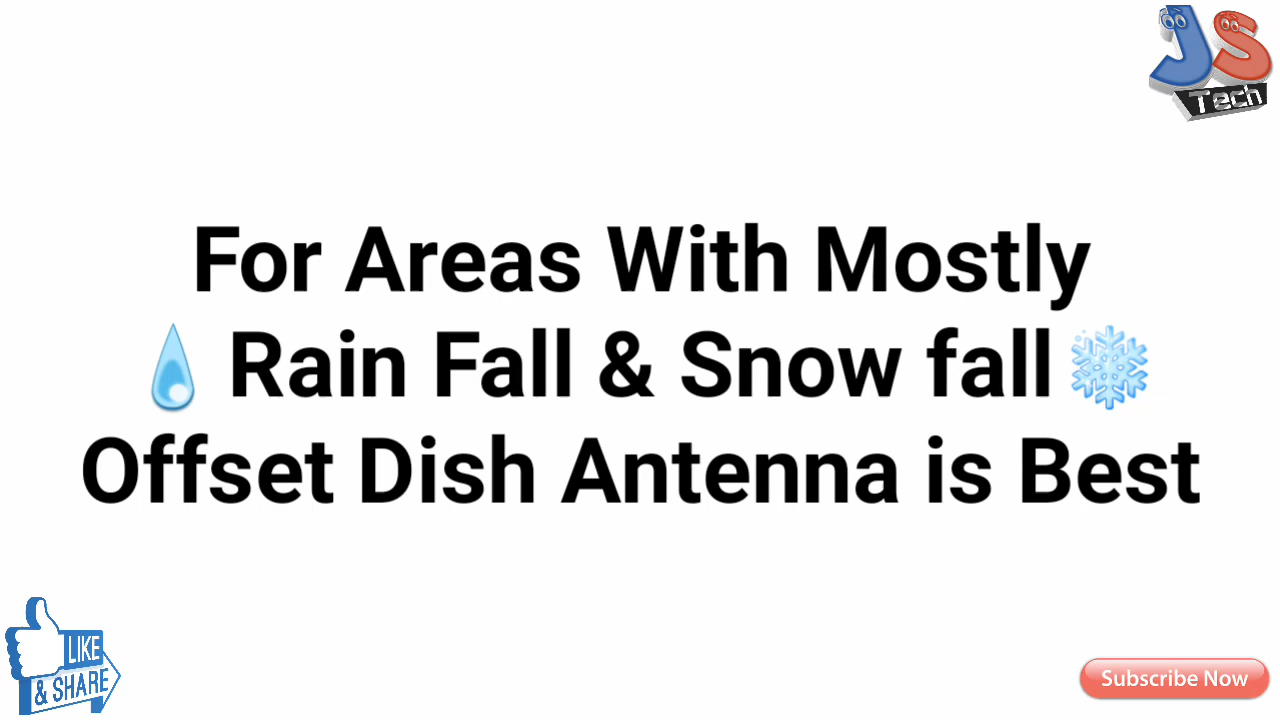 JS
Tech
For Areas With Mostly
💧Rain Fall & Snow fall❄️
Offset Dish Antenna is Best
LIKE
& SHARE
Subscribe Now